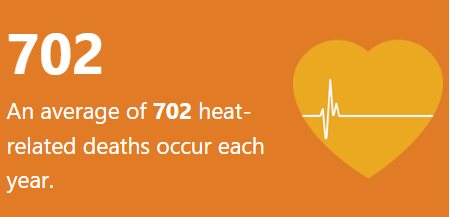 702
An average of 702 heat-
related deaths occur each
year.